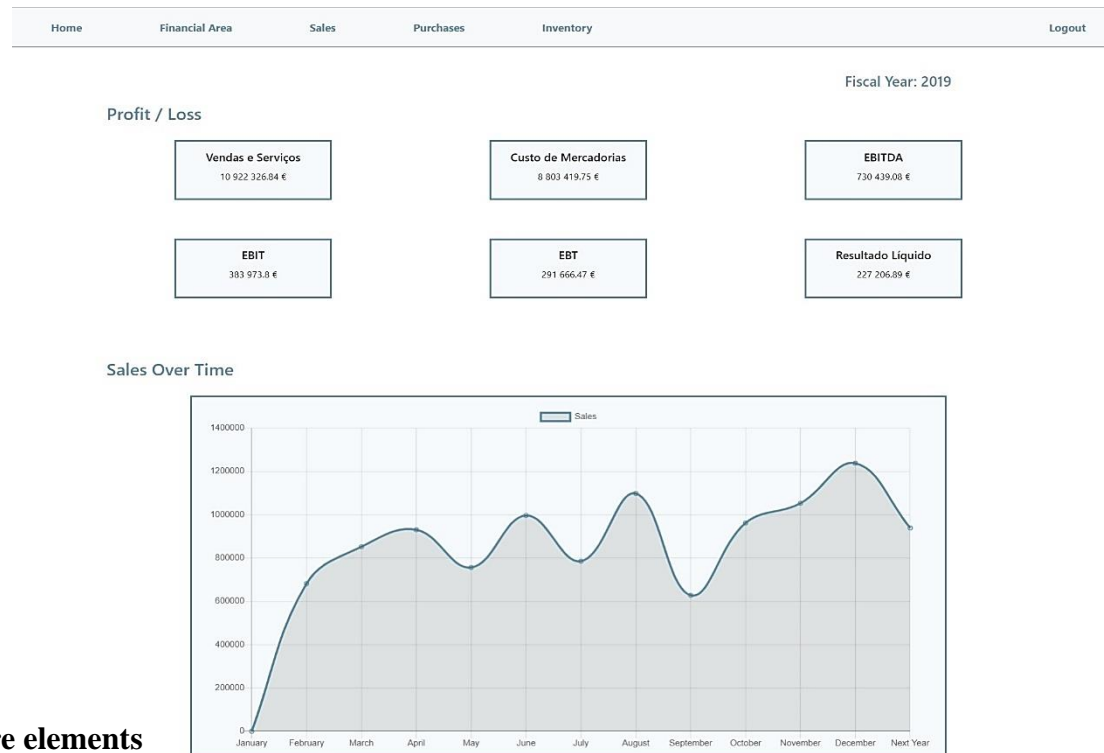 Home Financial Area Sales Purchases Inventory Logout
Fiscal Year: 2019
Profit / Loss
Vendas e Serviços Custo de Mercadorias EBITDA
10 922 326.84 € 8 803 419.75 € 730 439.08 €
EBIT EBT Resultado Líquido
383 973.8 € 291 666.47 € 227 206.89 €
Sales Over Time
Sales
1400000
1200000
1000000
800000
600000
400000
200000
0
January February March April May June July August September October November December Next Year
elements